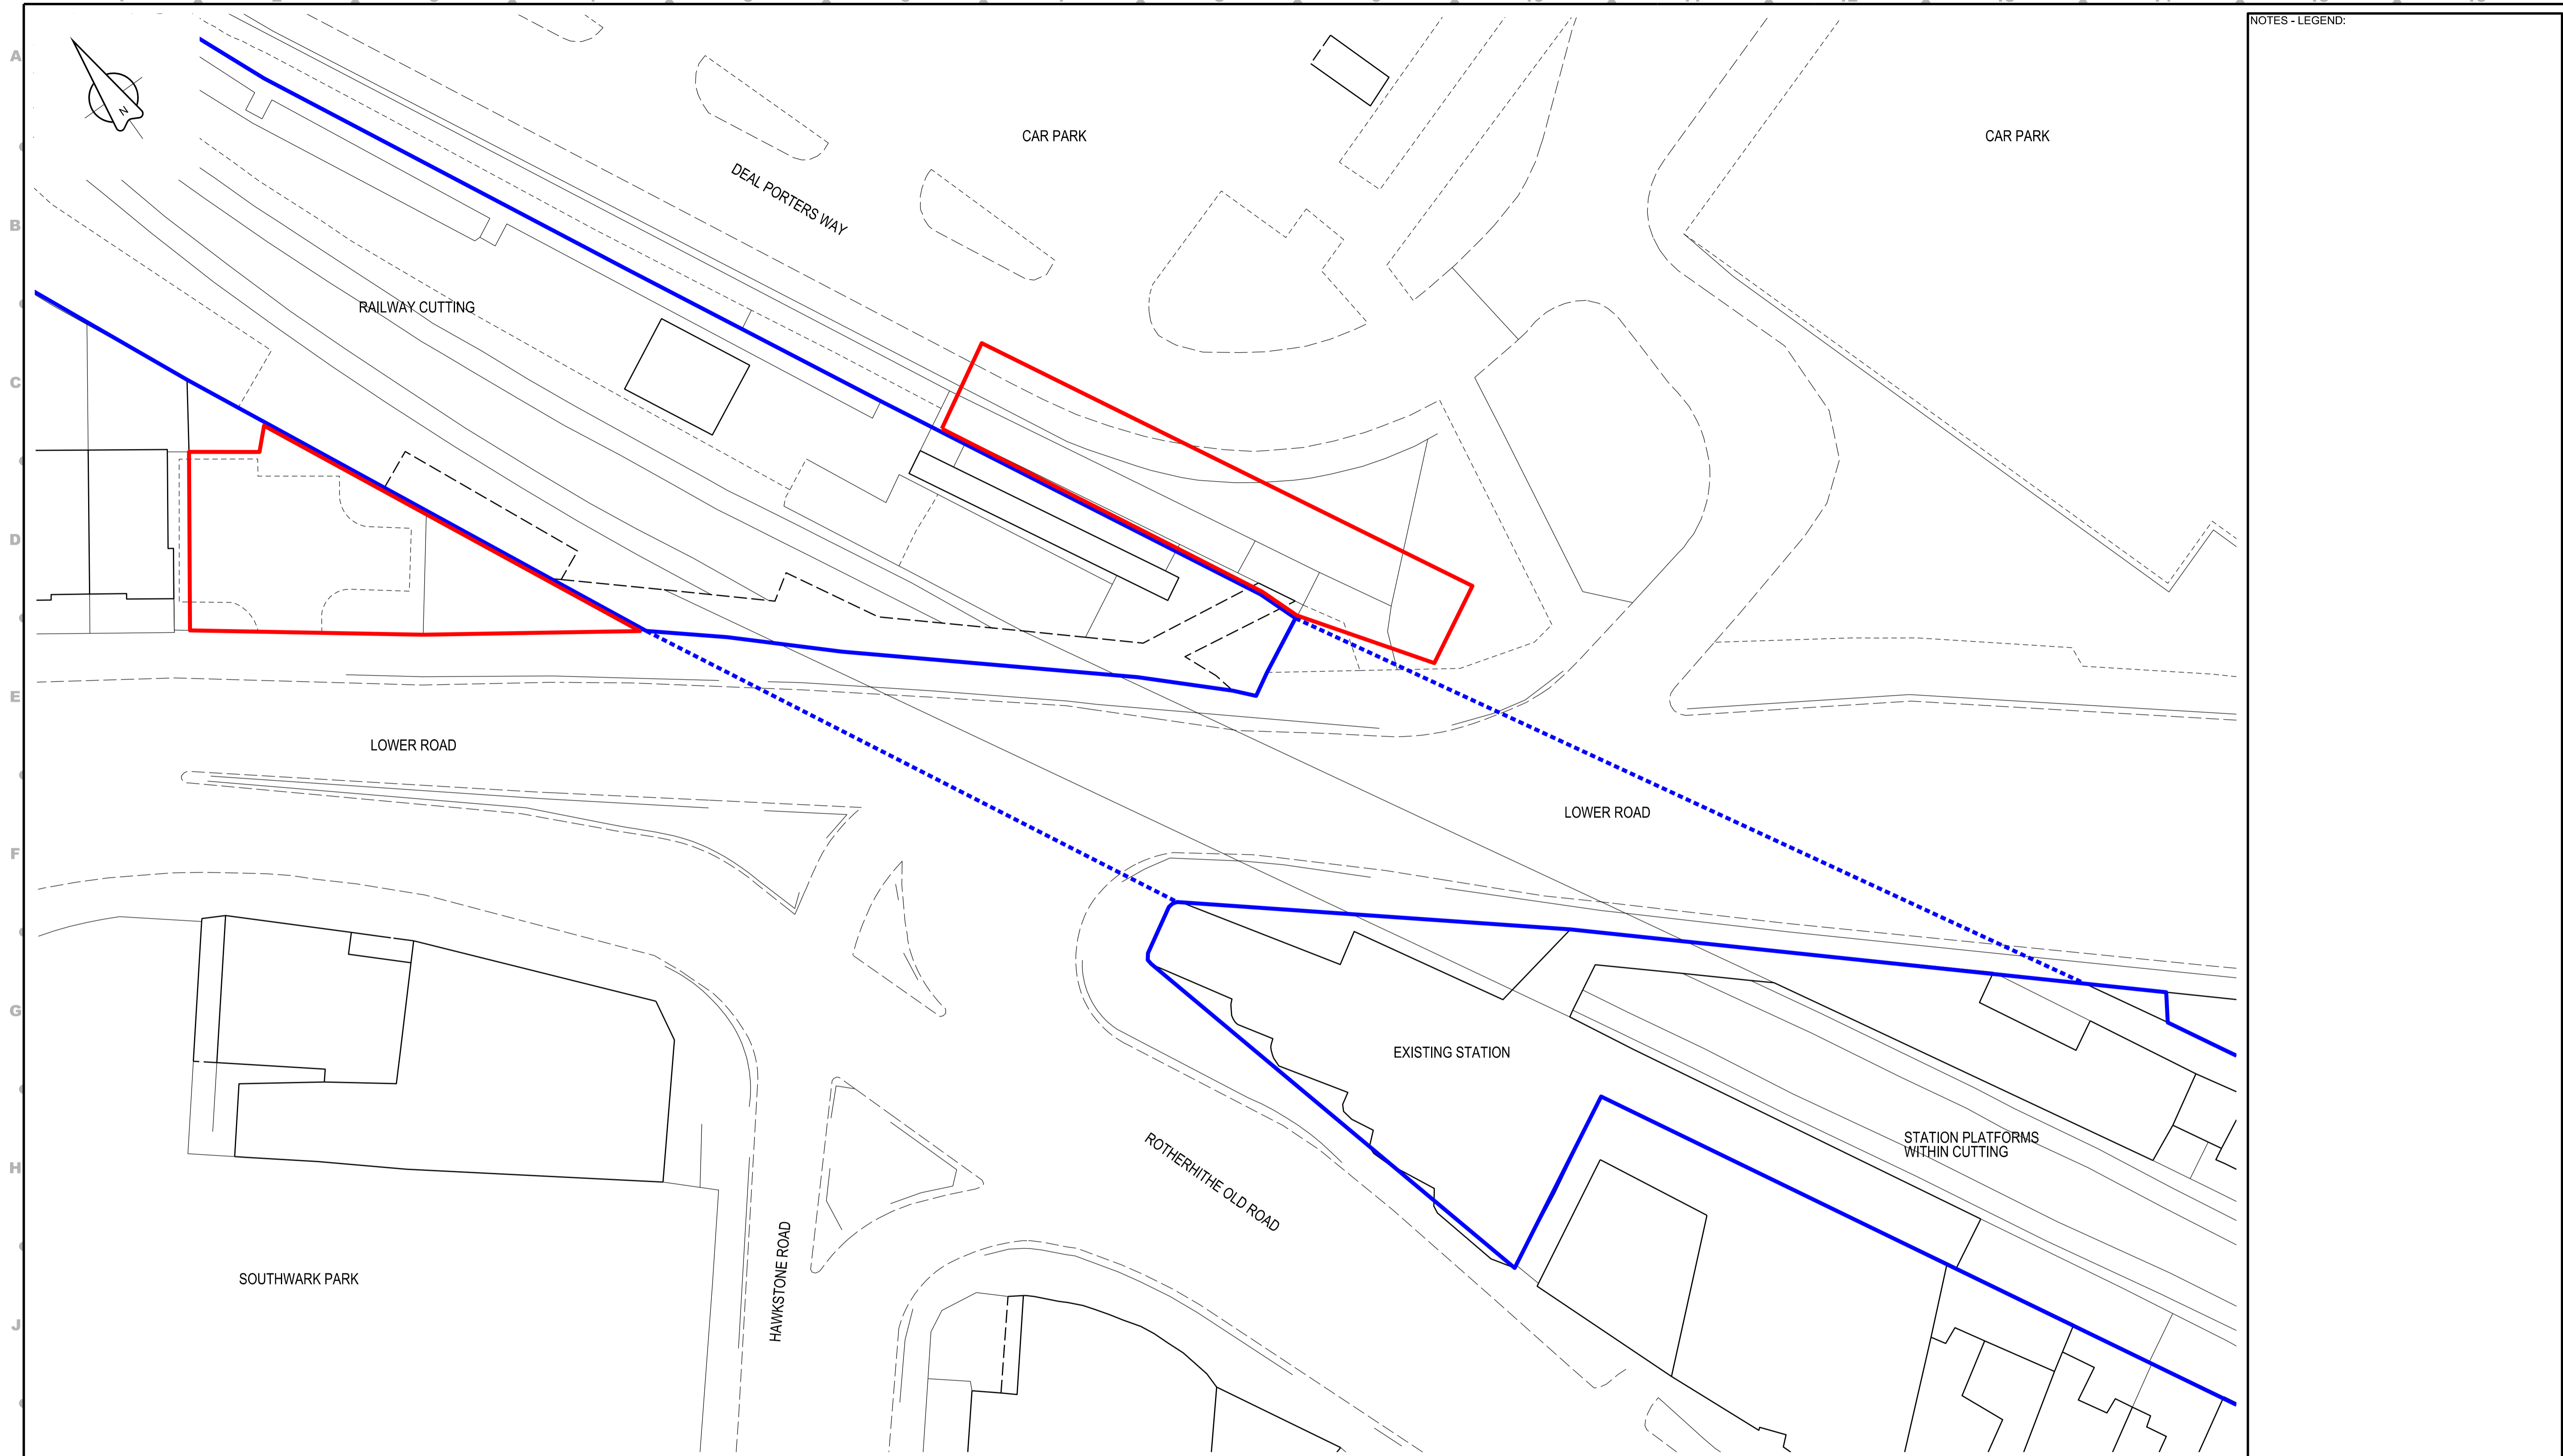 NOTES - LEGEND:
A
N
CAR PARK
CAR PARK
DEAL PORTERS WAY
B
RAILWAY CUTTING
C
D
E
LOWER ROAD
LOWER ROAD
F
G
EXISTING STATION
STATION PLATFORMS
WITHIN CUTTING
H
ROTHERHITHE OLD ROAD
HAWKSTONE ROAD
SOUTHWARK PARK
J